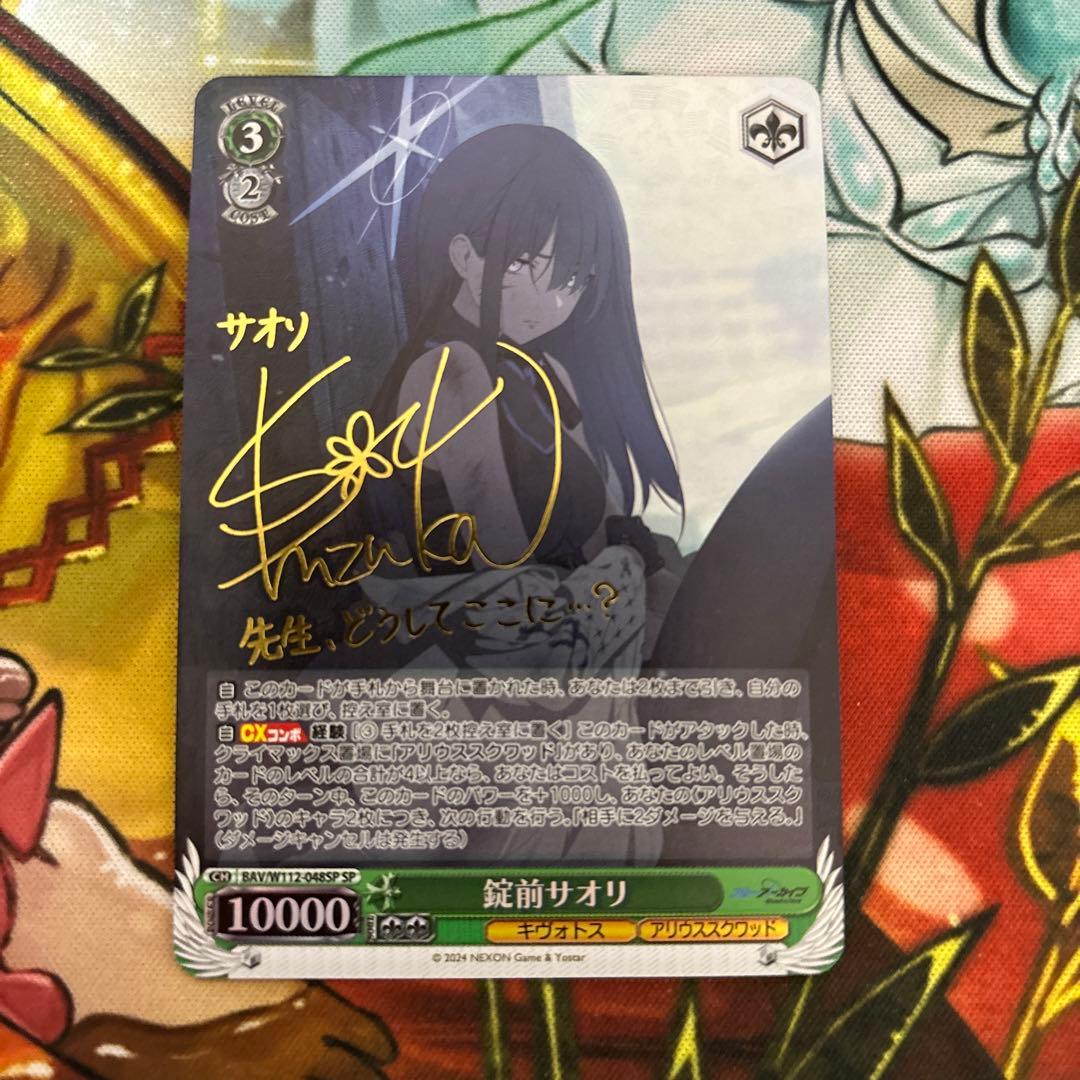 LEVEL
3
2
COST
サオリ
Suzuka
先生、どうしてここに…？
自 このカードが手札から舞台に置かれた時、あなたは2枚まで引き、自分の
手札を1枚選び、控え室に置く。
自 CXコンボ 経験 [③ 手札を2枚控え室に置く] このカードがアタックした時、
クライマックス置場に「アリウススクワッド」があり、あなたのレベル置場の
カードのレベルの合計が4以上なら、あなたはコストを払ってよい。そうした
ら、そのターン中、このカードのパワーを＋1000し、あなたの《アリウススク
ワッド》のキャラ2枚につき、次の行動を行う。『相手に2ダメージを与える。』
（ダメージキャンセルは発生する）
CH BAV/W112-048SP SP
10000
錠前サオリ
ブルーアーカイブ
キヴォトス アリウススクワッド
© 2024 NEXON Game & Yostar